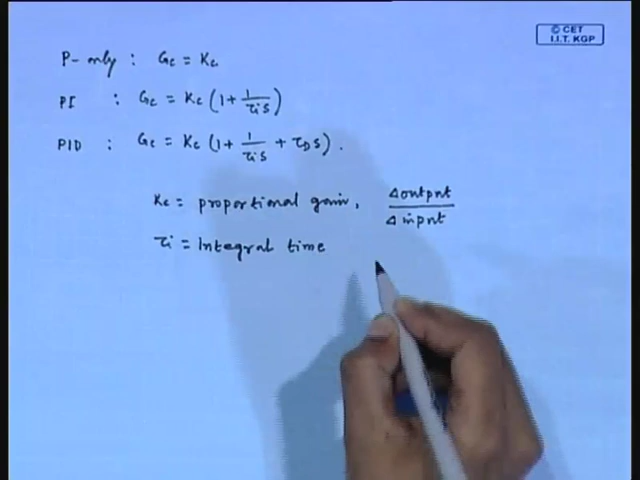 © CET
I.I.T. KGP
P-only : Gc = Kc
PI : Gc = Kc (1 + 1/τis)
PID : Gc = Kc (1 + 1/τis + τDs).
Kc = proportional gain, Δoutput/Δinput
τi = Integral time